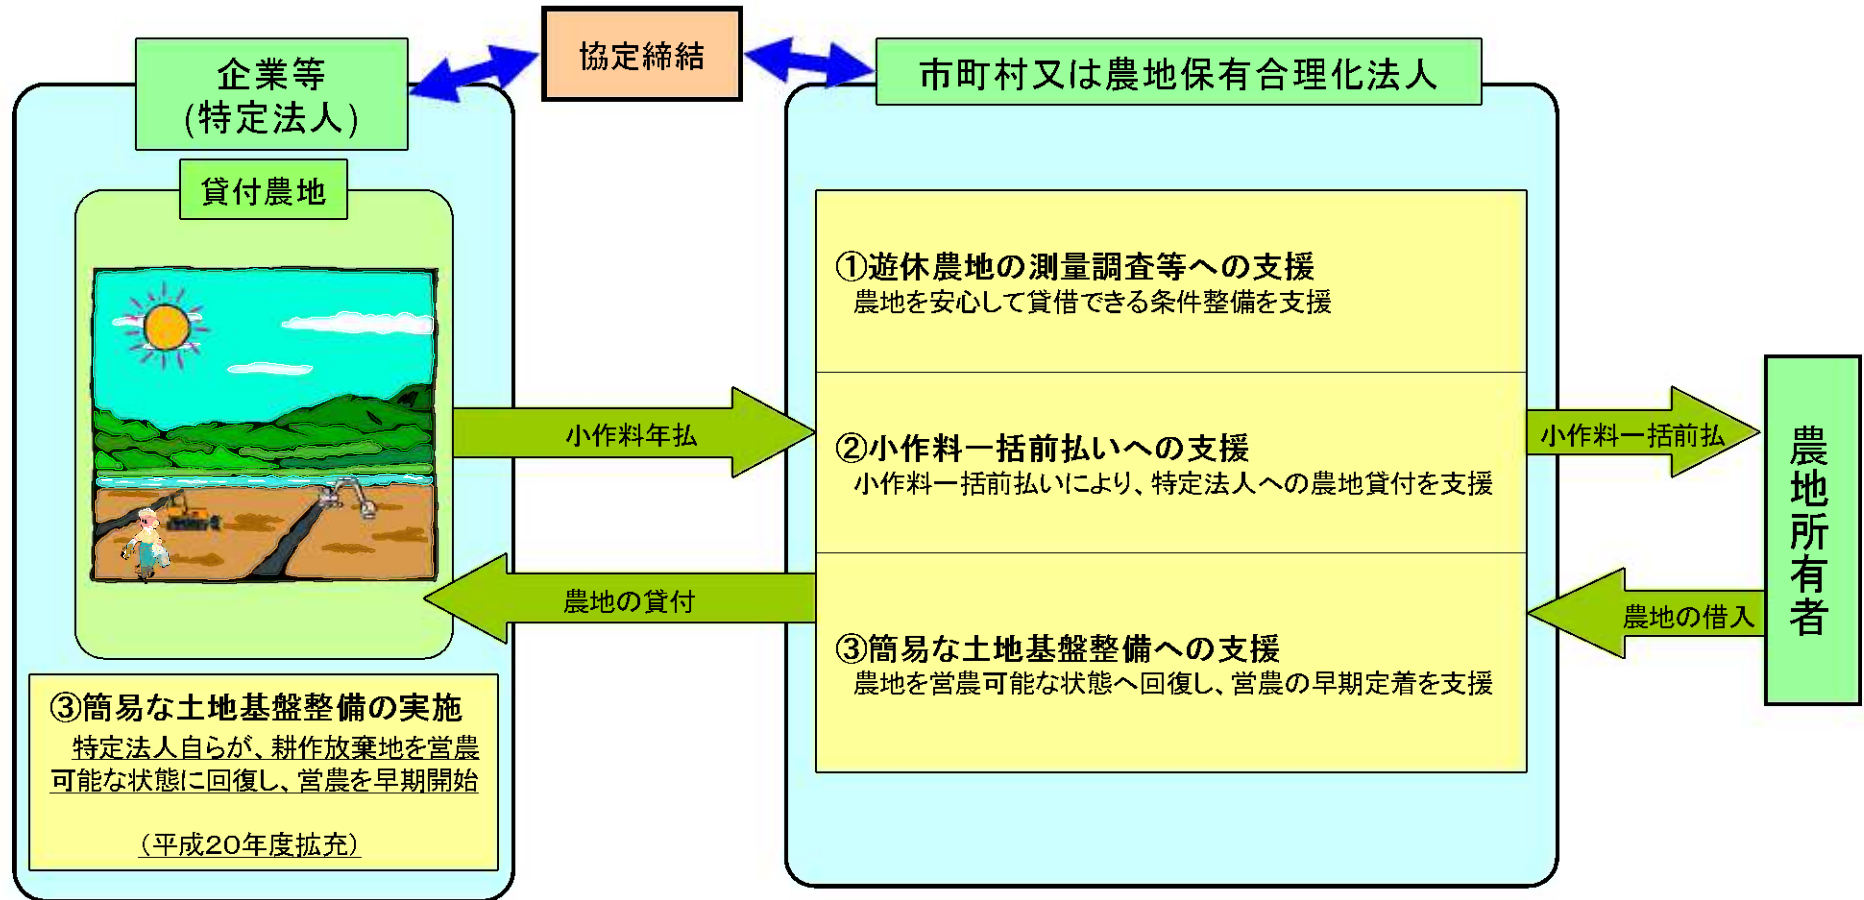 協定締結
企業等
(特定法人)
市町村又は農地保有合理化法人
貸付農地
①遊休農地の測量調査等への支援
農地を安心して貸借できる条件整備を支援
小作料年払
②小作料一括前払いへの支援
小作料一括前払いにより、特定法人への農地貸付を支援
小作料一括前払
農地所有者
農地の貸付
農地の借入
③簡易な土地基盤整備への支援
農地を営農可能な状態へ回復し、営農の早期定着を支援
③簡易な土地基盤整備の実施
特定法人自らが、耕作放棄地を営農
可能な状態に回復し、営農を早期開始
(平成20年度拡充)